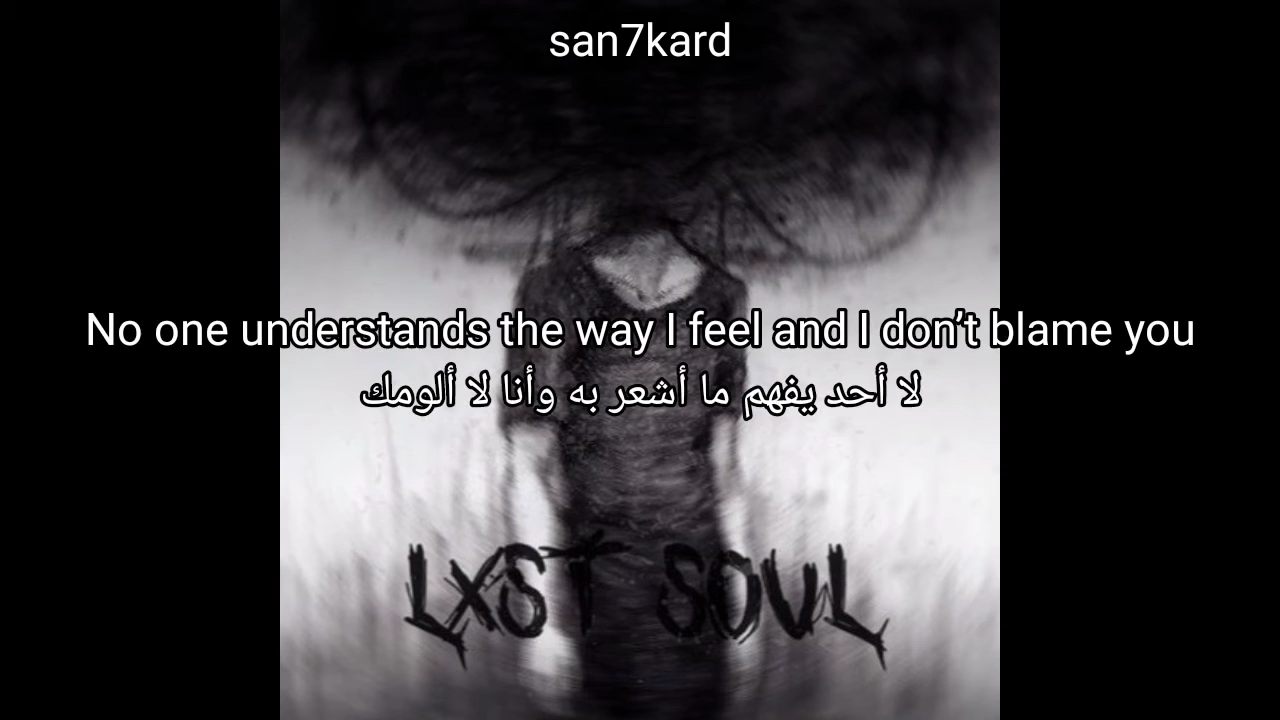 san7kard
No one understands the way I feel and I don’t blame you
لا أحد يفهم ما أشعر به وأنا لا ألومك
LXST SOUL